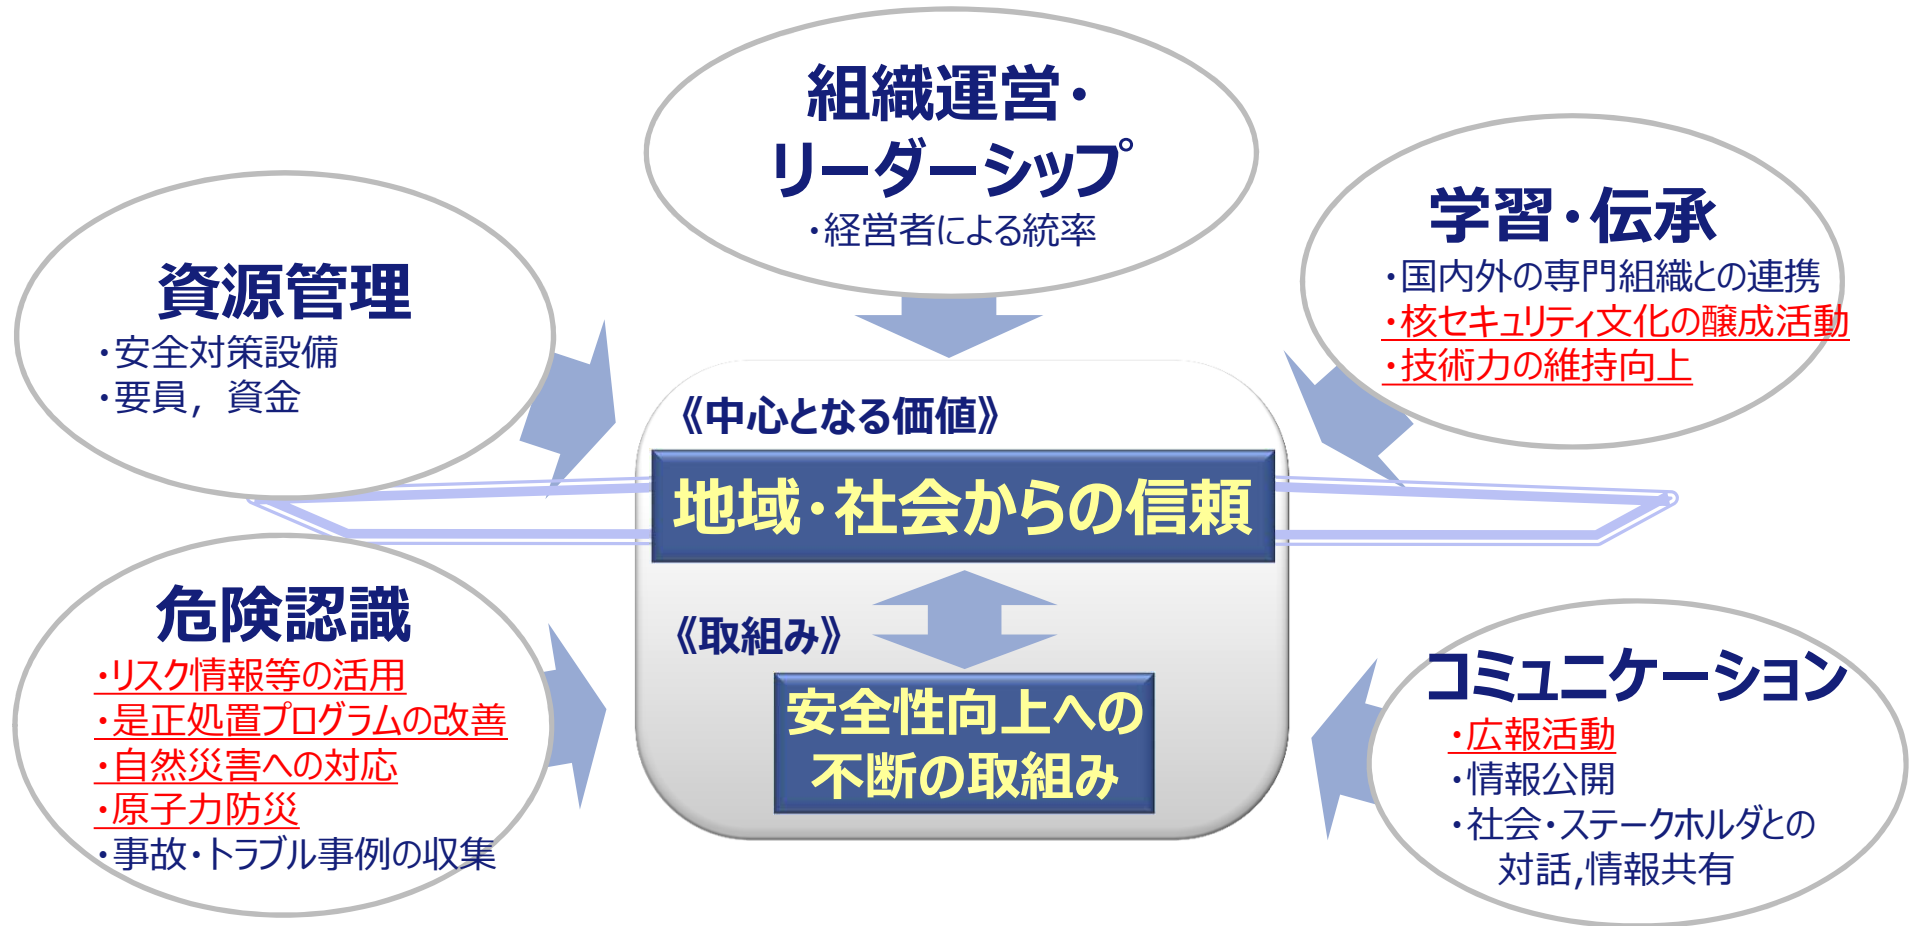 組織運営・
リーダーシップ
・経営者による統率
資源管理
・安全対策設備
・要員，資金
学習・伝承
・国内外の専門組織との連携
・核セキュリティ文化の醸成活動
・技術力の維持向上
《中心となる価値》
地域・社会からの信頼
《取組み》
安全性向上への
不断の取組み
危険認識
・リスク情報等の活用
・是正処置プログラムの改善
・自然災害への対応
・原子力防災
・事故・トラブル事例の収集
コミュニケーション
・広報活動
・情報公開
・社会・ステークホルダとの
対話,情報共有